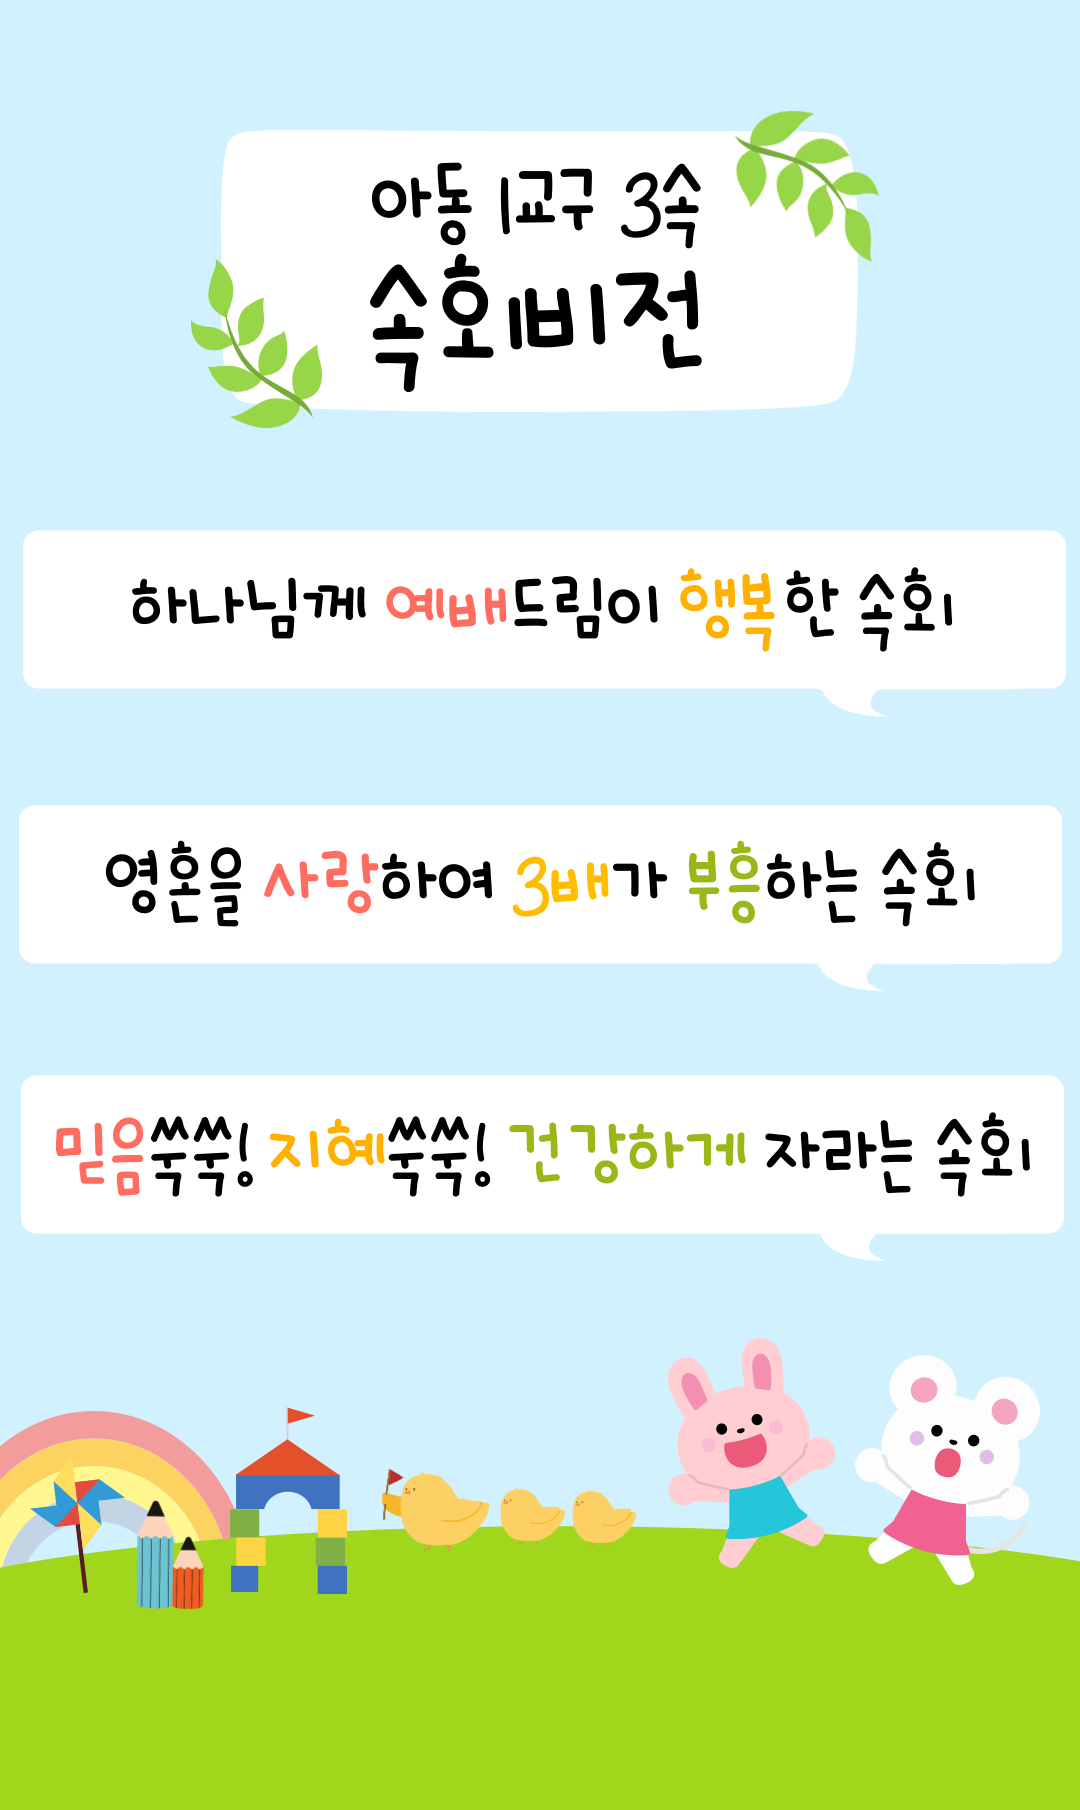 아동 1교구 3속
속회비전
하나님께 예배드림이 행복한 속회
영혼을 사랑하여 3배가 부흥하는 속회
믿음쑥쑥! 지혜쑥쑥! 건강하게 자라는 속회